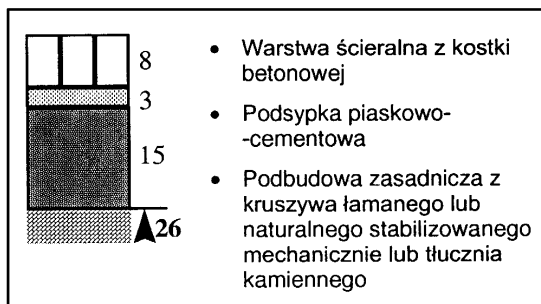 8
3
15
26
• Warstwa ścieralna z kostki
betonowej
• Podsypka piaskowo-
-cementowa
• Podbudowa zasadnicza z
kruszywa łamanego lub
naturalnego stabilizowanego
mechanicznie lub tłucznia
kamiennego